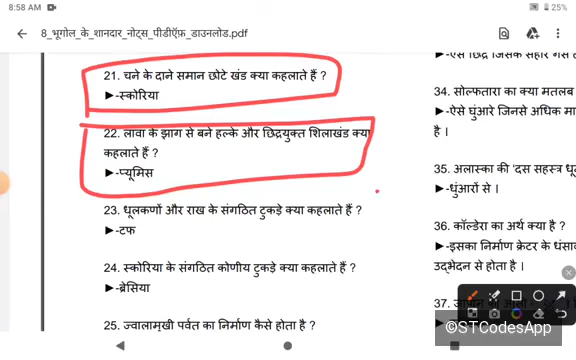 8:58 AM
25%
8_भूगोल_के_शानदार_नोट्स_पीडीऍफ़_डाउनलोड.pdf
21. चने के दाने समान छोटे खंड क्या कहलाते हैं ?
►-स्कोरिया
22. लावा के झाग से बने हल्के और छिद्रयुक्त शिलाखंड क्या
कहलाते हैं ?
►-प्यूमिस
23. धूलकणों और राख के संगठित टुकड़े क्या कहलाते हैं ?
►-टफ
24. स्कोरिया के संगठित कोणीय टुकड़े क्या कहलाते हैं ?
►-ब्रेसिया
25. ज्वालामुखी पर्वत का निर्माण कैसे होता है ?
►-ऐसे छिद्र जिसके सहारे गैस
34. सोल्फतारा का क्या मतलब
►-ऐसे धुंआरे जिनसे अधिक मा
है ।
35. अलास्का की 'दस सहस्त्र
►-धुंआरों से ।
36. कॉल्डेरा का अर्थ क्या है ?
►-इसका निर्माण क्रेटर के धंसा
उद्भेदन से होता है ।
37.
©STCodesApp